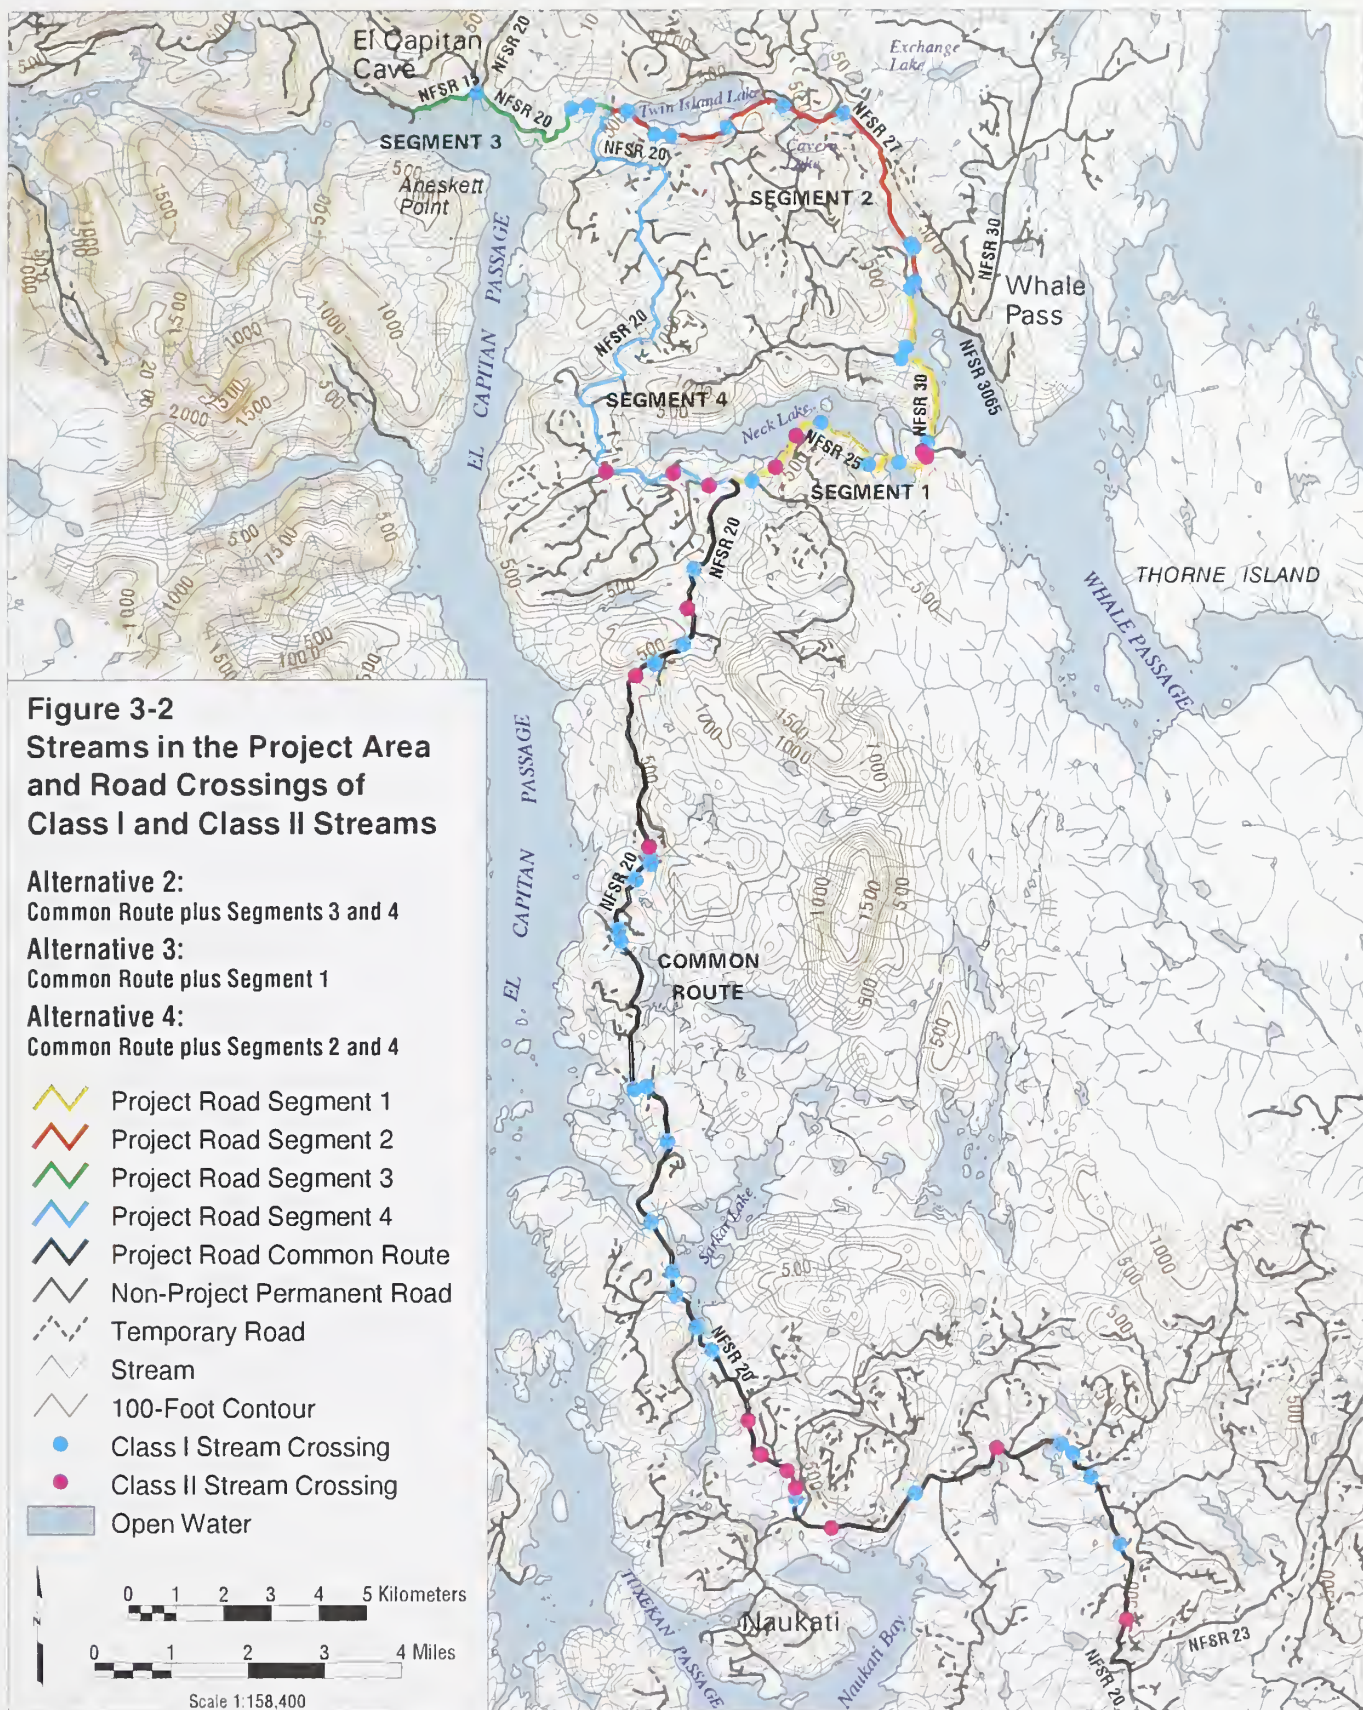 El Capitan
Cave
NFSR 20
NFSR 15
NFSR 20
SEGMENT 3
Exchange
Lake
Twin Island Lake
NFSR 27
Cavern
Lake
NFSR 20
SEGMENT 2
Aneskett
Point
NFSR 30
Whale
Pass
NFSR 3065
NFSR 20
SEGMENT 4
Neck Lake
NFSR 25
NFSR 30
SEGMENT 1
EL CAPITAN PASSAGE
NFSR 20
THORNE ISLAND
WHALE PASSAGE
EL CAPITAN PASSAGE
NFSR 20
COMMON
ROUTE
Sarkar Lake
NFSR 20
Naukati
TUXEKAN PASSAGE
Naukati Bay
NFSR 23
NFSR 20
500
1000
1500
2000
2500
Figure 3-2
Streams in the Project Area
and Road Crossings of
Class I and Class II Streams
Alternative 2:
Common Route plus Segments 3 and 4
Alternative 3:
Common Route plus Segment 1
Alternative 4:
Common Route plus Segments 2 and 4
Project Road Segment 1
Project Road Segment 2
Project Road Segment 3
Project Road Segment 4
Project Road Common Route
Non-Project Permanent Road
Temporary Road
Stream
100-Foot Contour
Class I Stream Crossing
Class II Stream Crossing
Open Water
N
0 1 2 3 4 5 Kilometers
0 1 2 3 4 Miles
Scale 1:158,400